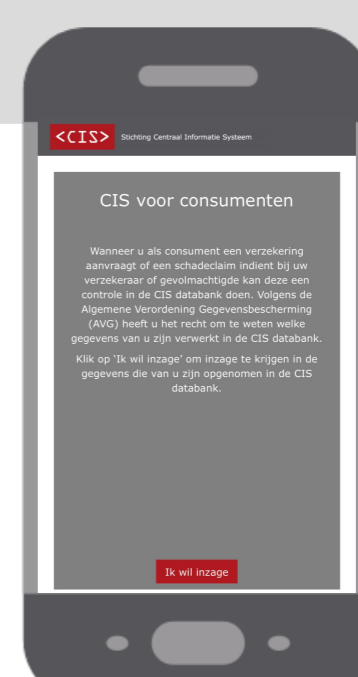 <CIS> Stichting Centraal Informatie Systeem
CIS voor consumenten
Wanneer u als consument een verzekering
aanvraagt of een schadeclaim indient bij uw
verzekeraar of gevolmachtigde kan deze een
controle in de CIS databank doen. Volgens de
Algemene Verordening Gegevensbescherming
(AVG) heeft u het recht om te weten welke
gegevens van u zijn verwerkt in de CIS databank.
Klik op ‘Ik wil inzage’ om inzage te krijgen in de
gegevens die van u zijn opgenomen in de CIS
databank.
Ik wil inzage